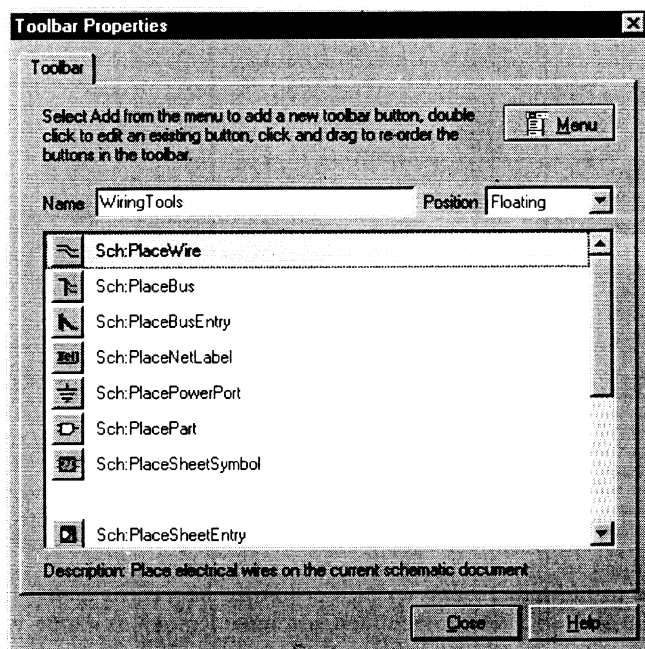 Toolbar Properties
Toolbar
Select Add from the menu to add a new toolbar button, double
click to edit an existing button, click and drag to re-order the
buttons in the toolbar.
Menu
Name WiringTools Position Floating
Sch:PlaceWire
Sch:PlaceBus
Sch:PlaceBusEntry
Net1 Sch:PlaceNetLabel
Sch:PlacePowerPort
Sch:PlacePart
Sch:PlaceSheetSymbol
Sch:PlaceSheetEntry
Description: Place electrical wires on the current schematic document
Close Help